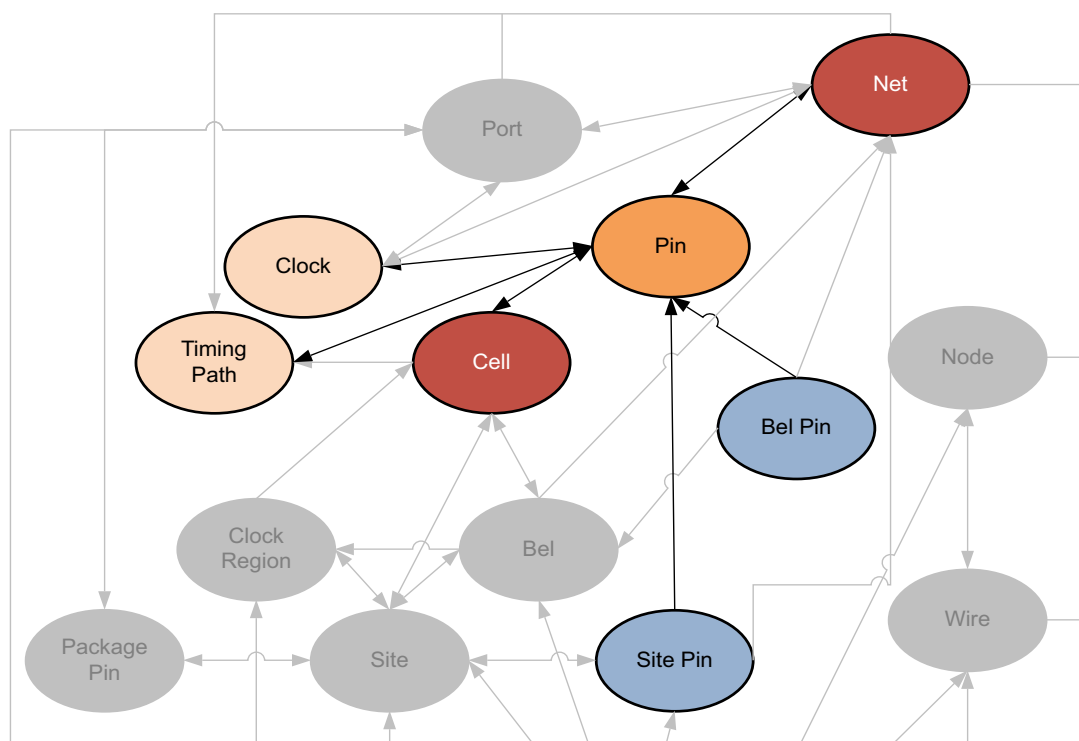 Net
Port
Pin
Clock
Timing
Path
Cell
Node
Bel Pin
Clock
Region
Bel
Wire
Package
Pin
Site
Site Pin